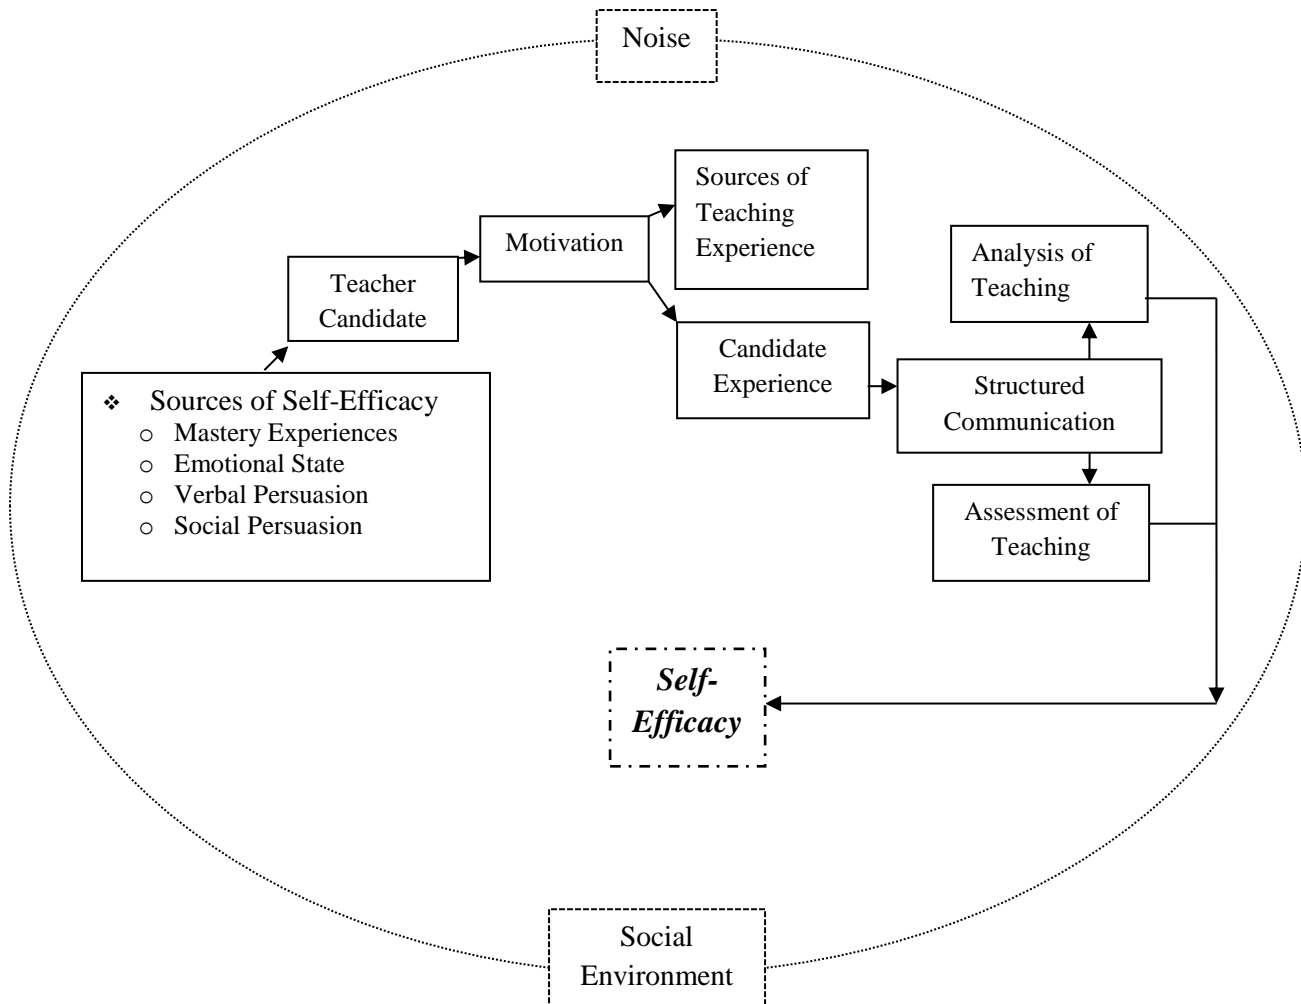 Noise
Sources of
Teaching
Experience
Motivation
Analysis of
Teaching
Teacher
Candidate
Candidate
Experience
Structured
Communication
❖ Sources of Self-Efficacy
o Mastery Experiences
o Emotional State
o Verbal Persuasion
o Social Persuasion
Assessment of
Teaching
Self-
Efficacy
Social
Environment